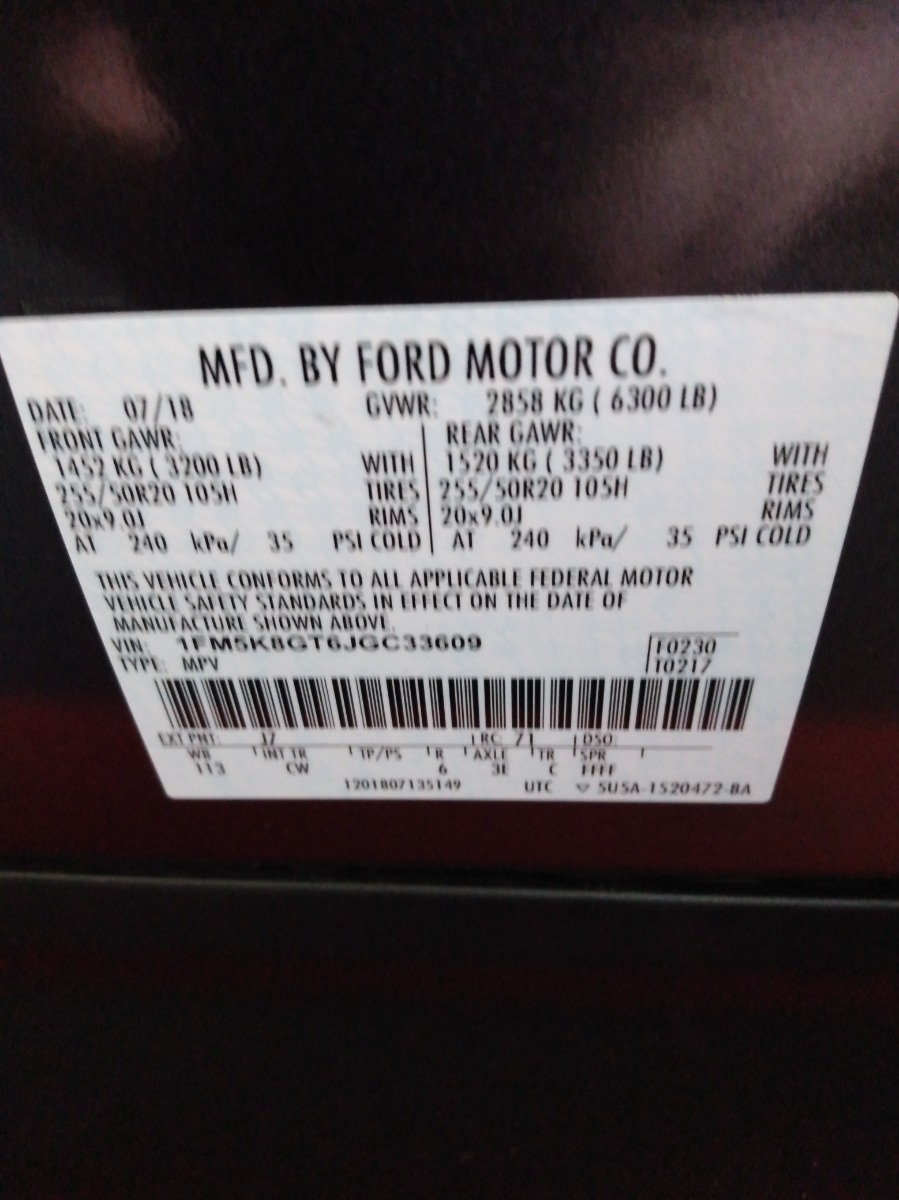 MFD. BY FORD MOTOR CO.
DATE: 07/18 GVWR: 2858 KG ( 6300 LB)
FRONT GAWR: REAR GAWR:
1452 KG ( 3200 LB) WITH 1520 KG ( 3350 LB) WITH
255/50R20 105H TIRES 255/50R20 105H TIRES
20x9.0J RIMS 20x9.0J RIMS
AT 240 kPa/ 35 PSI COLD AT 240 kPa/ 35 PSI COLD
THIS VEHICLE CONFORMS TO ALL APPLICABLE FEDERAL MOTOR
VEHICLE SAFETY STANDARDS IN EFFECT ON THE DATE OF
MANUFACTURE SHOWN ABOVE.
VIN: 1FM5K8GT6JGC33609 F0230
TYPE: MPV T0217
EXT PNT: J7 RC: 71 DSO:
WB INT TR TP/PS R AXLE TR SPR
113 CW 6 3E C FFFF
1201807135149 UTC ▽ 5U5A-1520472-BA